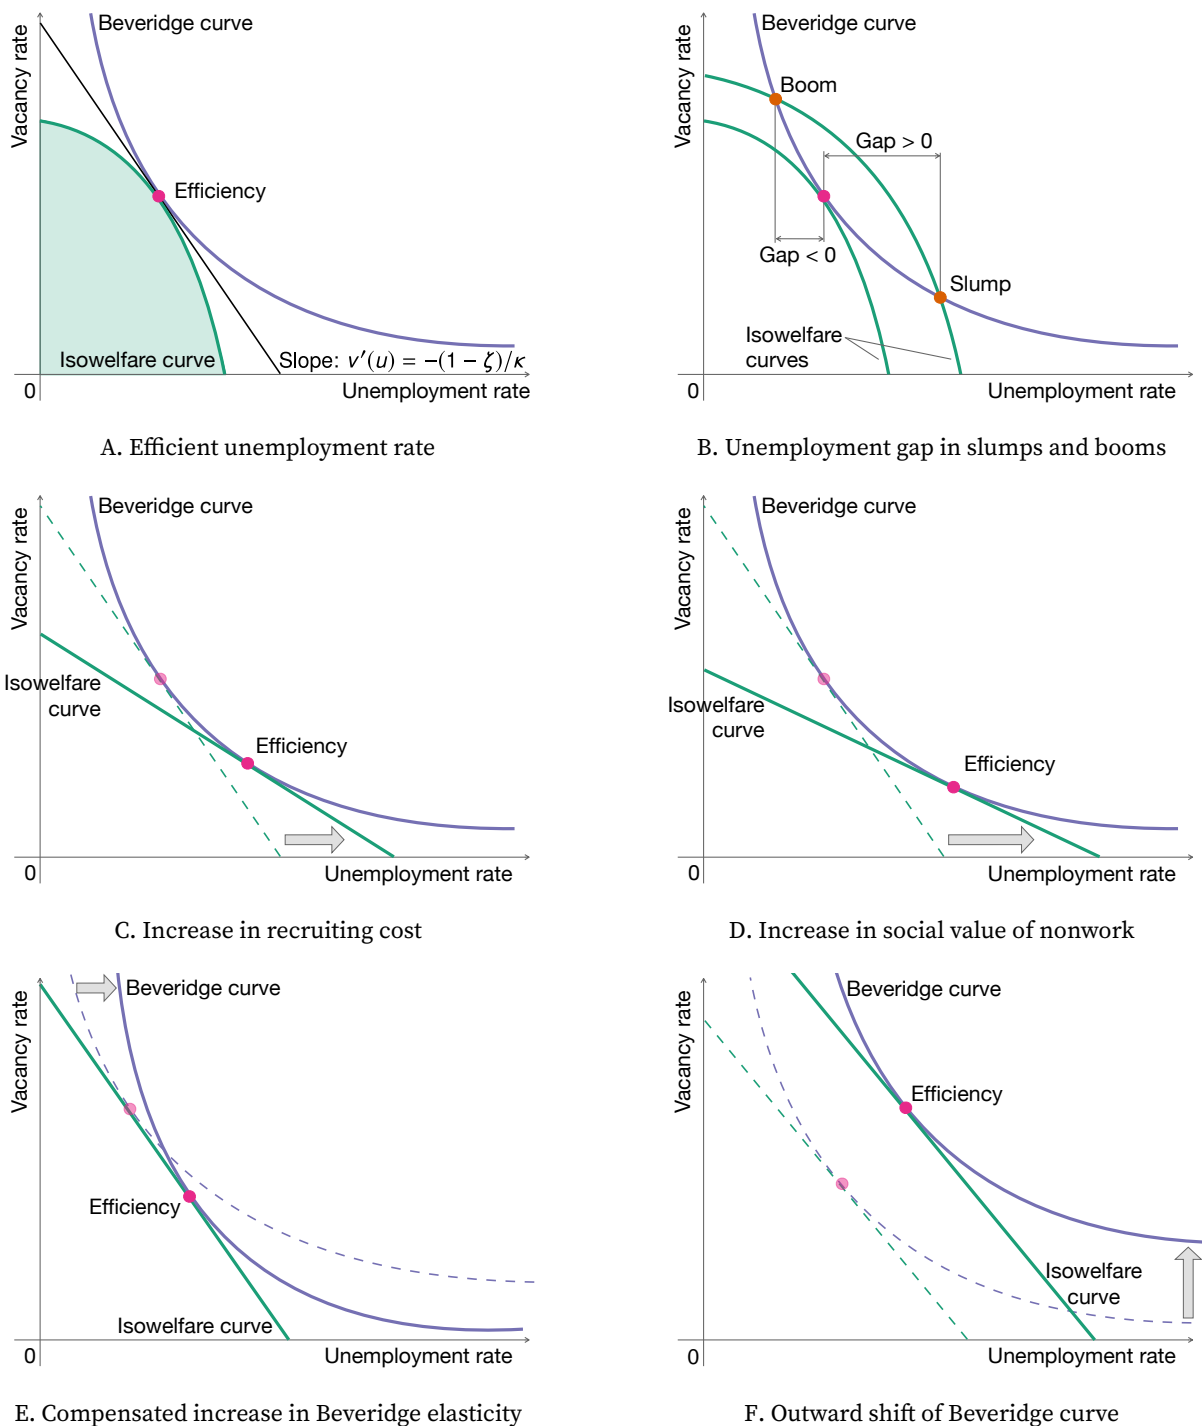 Vacancy rate
Beveridge curve
Efficiency
Isowelfare curve
Slope: v′(u) = −(1 − ζ)/κ
0
Unemployment rate
A. Efficient unemployment rate
Vacancy rate
Beveridge curve
Boom
Gap > 0
Gap < 0
Slump
Isowelfare
curves
0
Unemployment rate
B. Unemployment gap in slumps and booms
Vacancy rate
Beveridge curve
Isowelfare
curve
Efficiency
0
Unemployment rate
C. Increase in recruiting cost
Vacancy rate
Beveridge curve
Isowelfare
curve
Efficiency
0
Unemployment rate
D. Increase in social value of nonwork
Vacancy rate
Beveridge curve
Efficiency
Isowelfare curve
0
Unemployment rate
E. Compensated increase in Beveridge elasticity
Vacancy rate
Beveridge curve
Efficiency
Isowelfare
curve
0
Unemployment rate
F. Outward shift of Beveridge curve